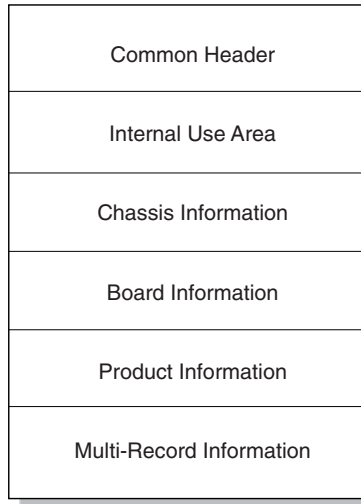 Common Header
Internal Use Area
Chassis Information
Board Information
Product Information
Multi-Record Information